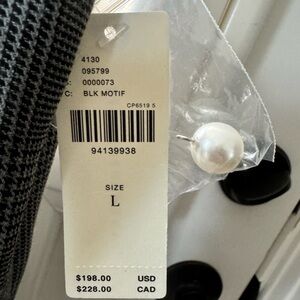 4130
095799
: 0000073
C: BLK MOTIF
CP6519 5
94139938
SIZE
L
$198.00 USD
$228.00 CAD